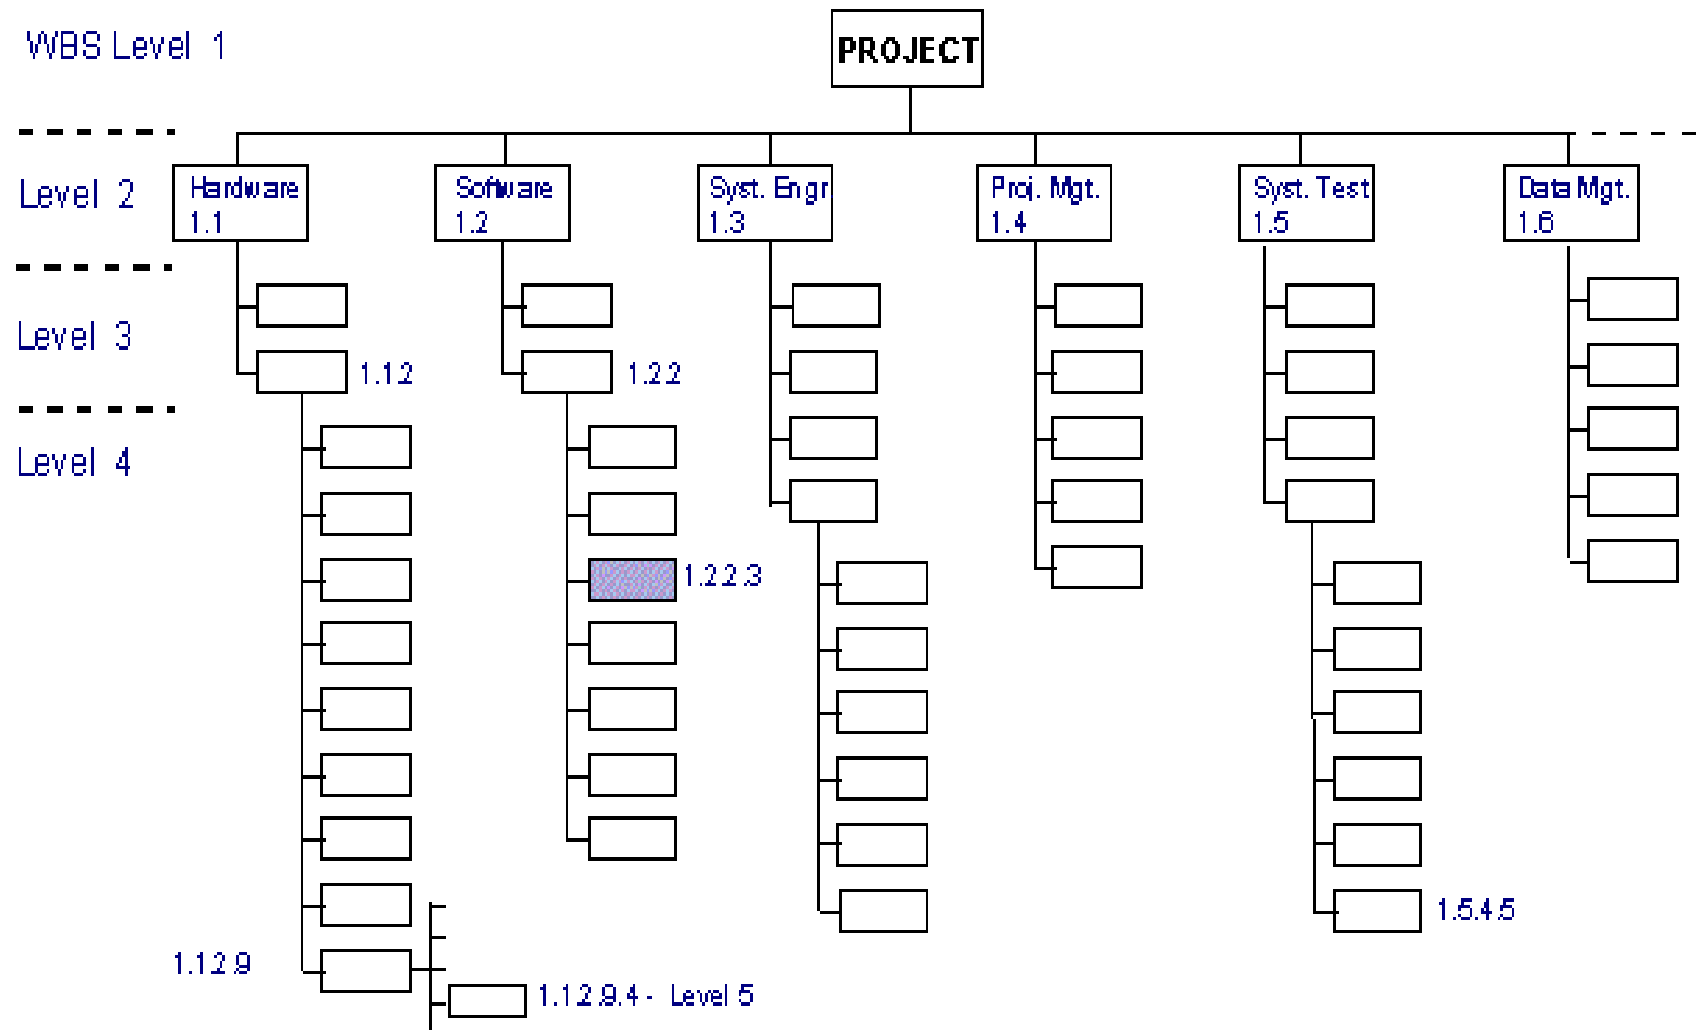 WBS Level 1
PROJECT
Level 2
Hardware
1.1
Software
1.2
Syst. Engr
1.3
Proj. Mgt.
1.4
Syst. Test
1.5
Data Mgt.
1.6
Level 3
1.1.2
1.2.2
Level 4
1.2.2.3
1.5.4.5
1.1.2.9
1.1.2.9.4 - Level 5